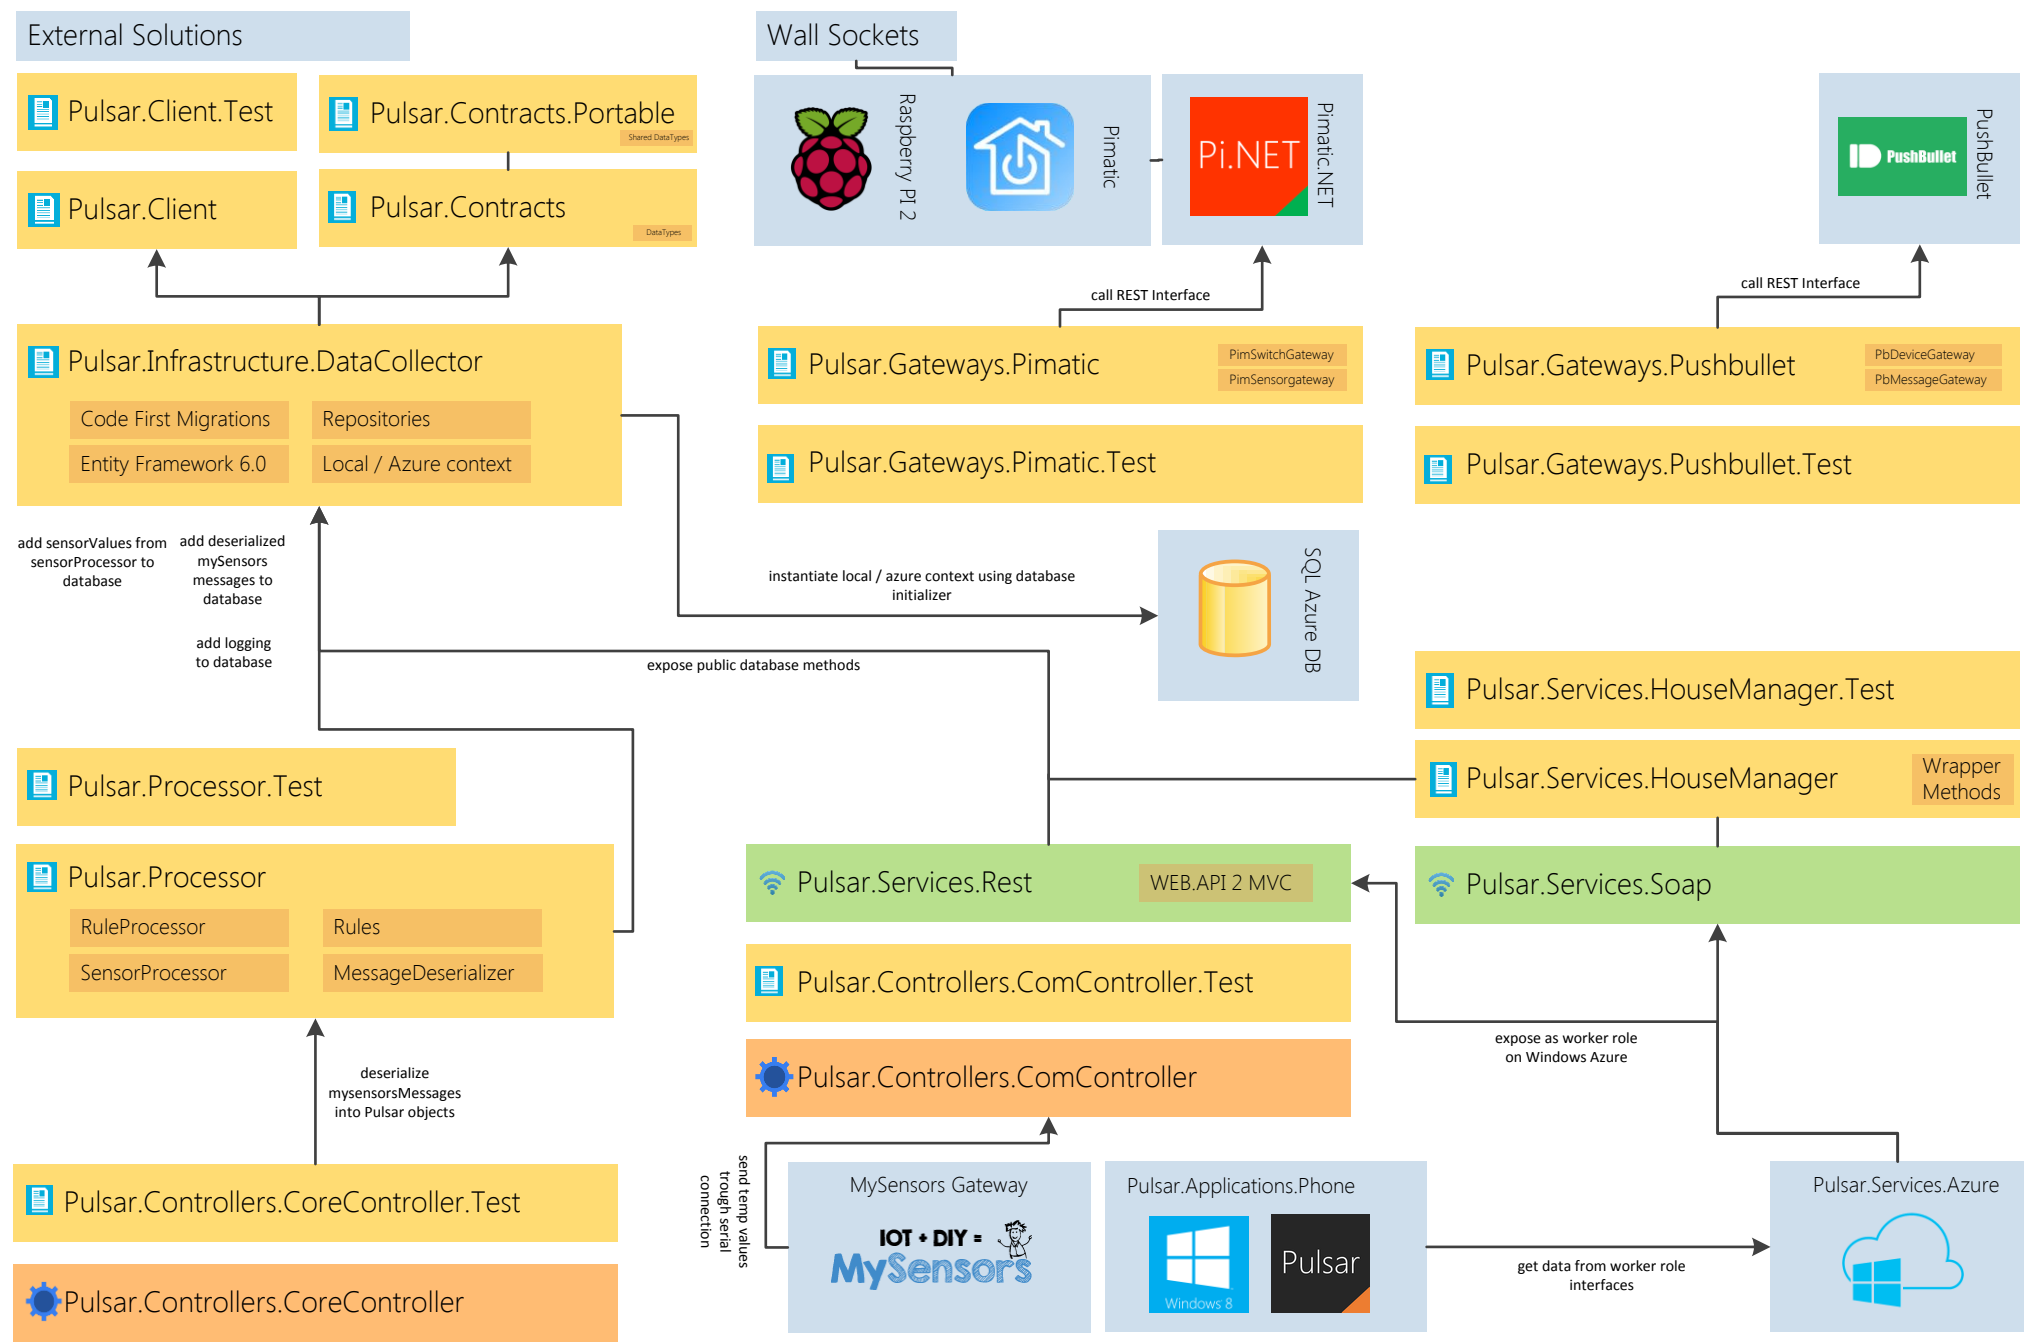 External Solutions
Pulsar.Client.Test
Pulsar.Contracts.Portable
Shared DataTypes
Pulsar.Client
Pulsar.Contracts
DataTypes
Wall Sockets
Raspberry PI 2
Pimatic
Pi.NET
Pimatic.NET
PushBullet
PushBullet
call REST Interface
call REST Interface
Pulsar.Infrastructure.DataCollector
Code First Migrations
Repositories
Entity Framework 6.0
Local / Azure context
Pulsar.Gateways.Pimatic
PimSwitchGateway
PimSensorgateway
Pulsar.Gateways.Pimatic.Test
Pulsar.Gateways.Pushbullet
PbDeviceGateway
PbMessageGateway
Pulsar.Gateways.Pushbullet.Test
add sensorValues from
sensorProcessor to
database
add deserialized
mySensors
messages to
database
add logging
to database
instantiate local / azure context using database
initializer
SQL Azure DB
expose public database methods
Pulsar.Services.HouseManager.Test
Pulsar.Services.HouseManager
Wrapper
Methods
Pulsar.Processor.Test
Pulsar.Processor
RuleProcessor
Rules
SensorProcessor
MessageDeserializer
Pulsar.Services.Rest
WEB.API 2 MVC
Pulsar.Services.Soap
Pulsar.Controllers.ComController.Test
expose as worker role
on Windows Azure
Pulsar.Controllers.ComController
deserialize
mysensorsMessages
into Pulsar objects
Pulsar.Controllers.CoreController.Test
Pulsar.Controllers.CoreController
send temp values
trough serial
connection
MySensors Gateway
IOT + DIY =
MySensors
Pulsar.Applications.Phone
Windows 8
Pulsar
get data from worker role
interfaces
Pulsar.Services.Azure